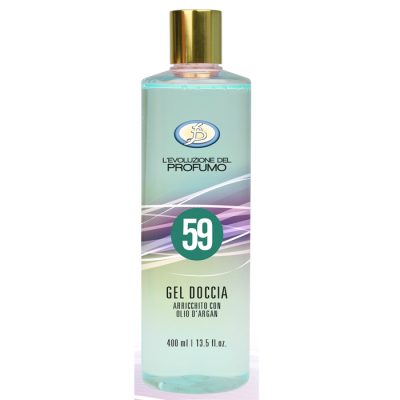 L'EVOLUZIONE DEL
PROFUMO
59
GEL DOCCIA
ARRICCHITO CON
OLIO D'ARGAN
400 ml | 13.5 fl.oz.